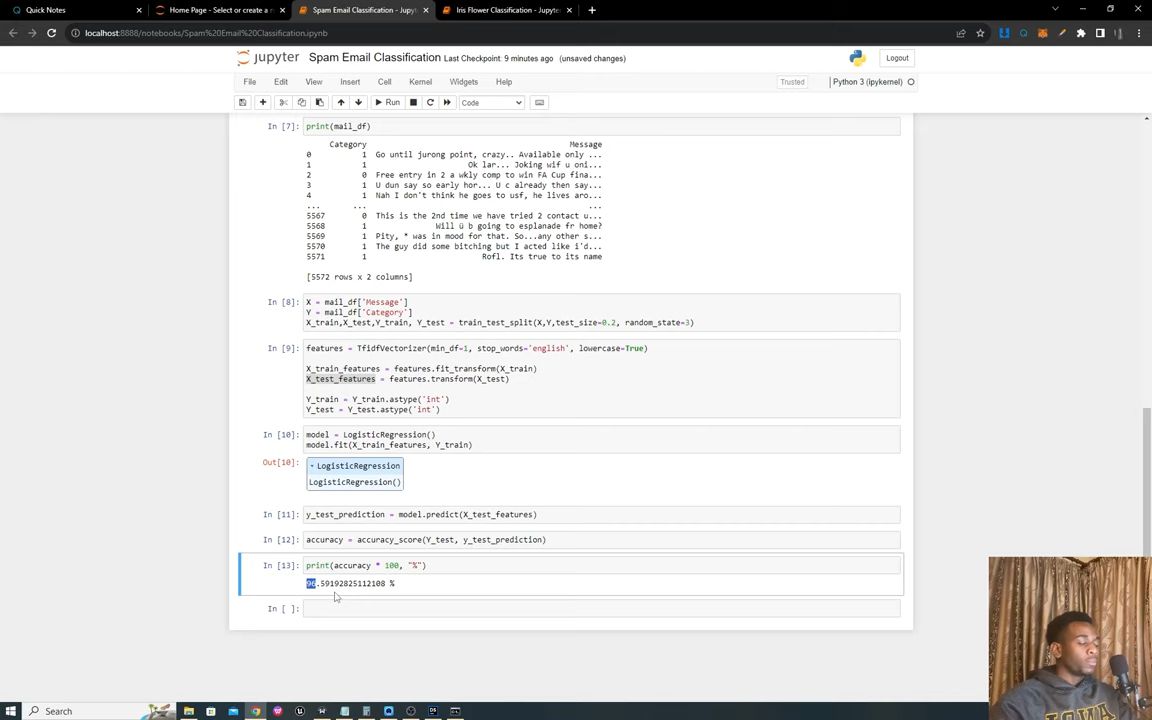 Quick Notes
Home Page - Select or create a n
Spam Email Classification - Jupyt
Iris Flower Classification - Jupyte
localhost:8888/notebooks/Spam%20Email%20Classification.ipynb
jupyter Spam Email Classification Last Checkpoint: 9 minutes ago (unsaved changes)
Logout
File Edit View Insert Cell Kernel Widgets Help
Trusted
Python 3 (ipykernel)
Run
Code
In [7]: print(mail_df)
Category Message
0 1 Go until jurong point, crazy.. Available only ...
1 1 Ok lar... Joking wif u oni...
2 0 Free entry in 2 a wkly comp to win FA Cup fina...
3 1 U dun say so early hor... U c already then say...
4 1 Nah I don't think he goes to usf, he lives aro...
... ... ...
5567 0 This is the 2nd time we have tried 2 contact u...
5568 1 Will ü b going to esplanade fr home?
5569 1 Pity, * was in mood for that. So...any other s...
5570 1 The guy did some bitching but I acted like i'd...
5571 1 Rofl. Its true to its name
[5572 rows x 2 columns]
In [8]: X = mail_df['Message']
Y = mail_df['Category']
X_train,X_test,Y_train, Y_test = train_test_split(X,Y,test_size=0.2, random_state=3)
In [9]: features = TfidfVectorizer(min_df=1, stop_words='english', lowercase=True)
X_train_features = features.fit_transform(X_train)
X_test_features = features.transform(X_test)
Y_train = Y_train.astype('int')
Y_test = Y_test.astype('int')
In [10]: model = LogisticRegression()
model.fit(X_train_features, Y_train)
Out[10]: LogisticRegression
LogisticRegression()
In [11]: y_test_prediction = model.predict(X_test_features)
In [12]: accuracy = accuracy_score(Y_test, y_test_prediction)
In [13]: print(accuracy * 100, "%")
96.59192825112108 %
In [ ]:
Search